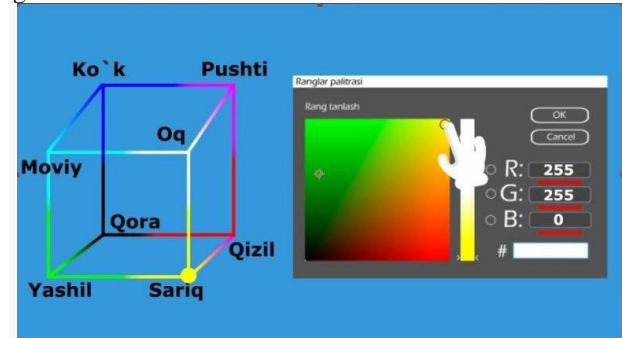 Ko`k
Pushti
Oq
Moviy
Qora
Qizil
Yashil
Sariq
Ranglar palitrasi
Rang tanlash
OK
Cancel
R: 255
G: 255
B: 0
#